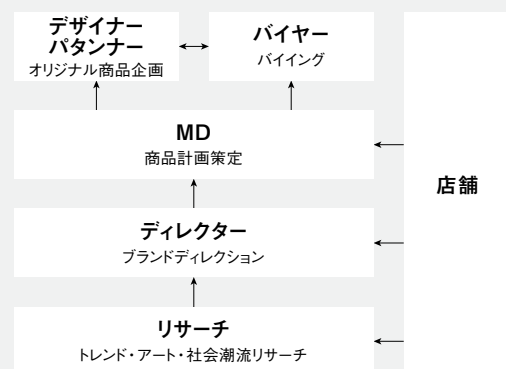 デザイナー
パタンナー
オリジナル商品企画
バイヤー
バイイング
MD
商品計画策定
店舗
ディレクター
ブランドディレクション
リサーチ
トレンド・アート・社会潮流リサーチ